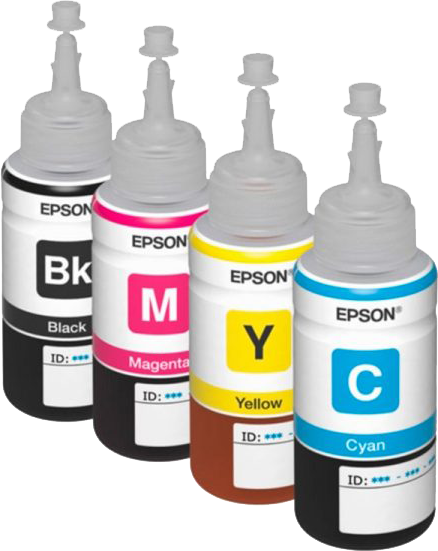 EPSON
Bk
Black
ID: ***
EPSON
M
Magenta
ID: *** -
EPSON®
Y
Yellow
ID: *** -
EPSON®
C
Cyan
ID: *** - *** - ***